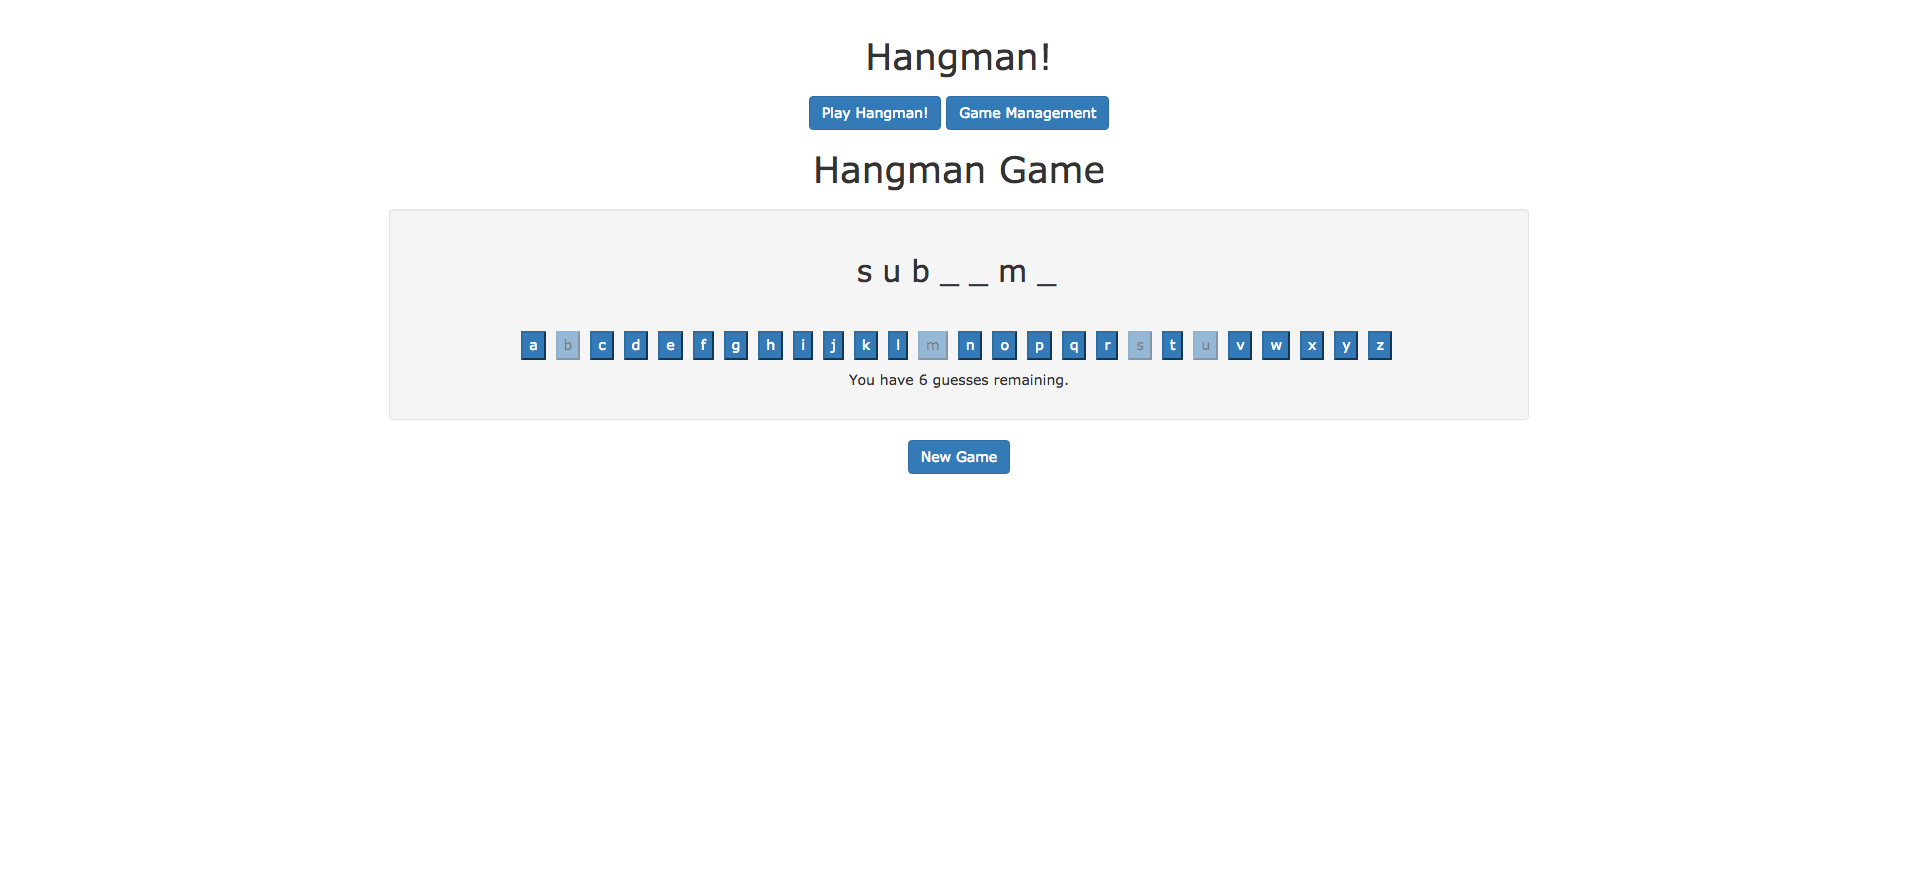 Hangman!
Play Hangman! Game Management
Hangman Game
s u b _ _ m _
a b c d e f g h i j k l m n o p q r s t u v w x y z
You have 6 guesses remaining.
New Game